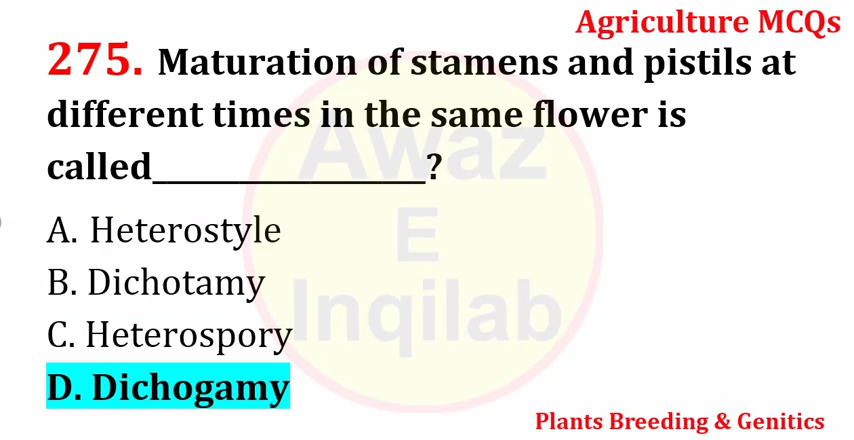 Agriculture MCQs
275. Maturation of stamens and pistils at
different times in the same flower is
called____________________?
A. Heterostyle
B. Dichotamy
C. Heterospory
D. Dichogamy
Awaz
E
Inqilab
Plants Breeding & Genitics